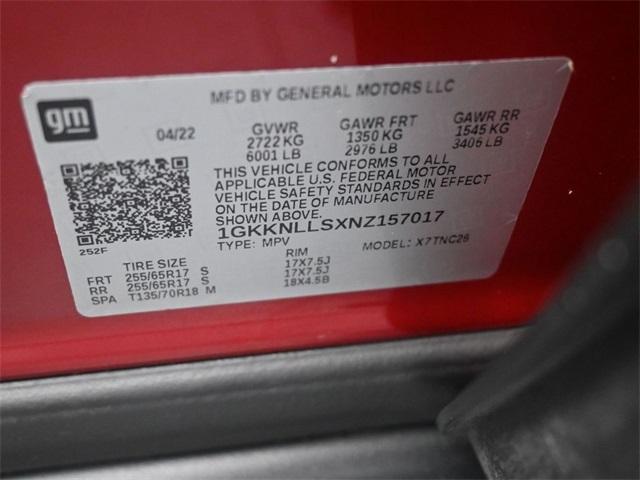 MFD BY GENERAL MOTORS LLC
gm
04/22 GVWR GAWR FRT GAWR RR
2722 KG 1350 KG 1545 KG
6001 LB 2976 LB 3406 LB
THIS VEHICLE CONFORMS TO ALL
APPLICABLE U.S. FEDERAL MOTOR
VEHICLE SAFETY STANDARDS IN EFFECT
ON THE DATE OF MANUFACTURE
SHOWN ABOVE.
1GKKNLLSXNZ157017
252F
TYPE: MPV MODEL: X7TNC26
TIRE SIZE RIM
FRT 255/65R17 S 17X7.5J
RR 255/65R17 S 17X7.5J
SPA T135/70R18 M 18X4.5B